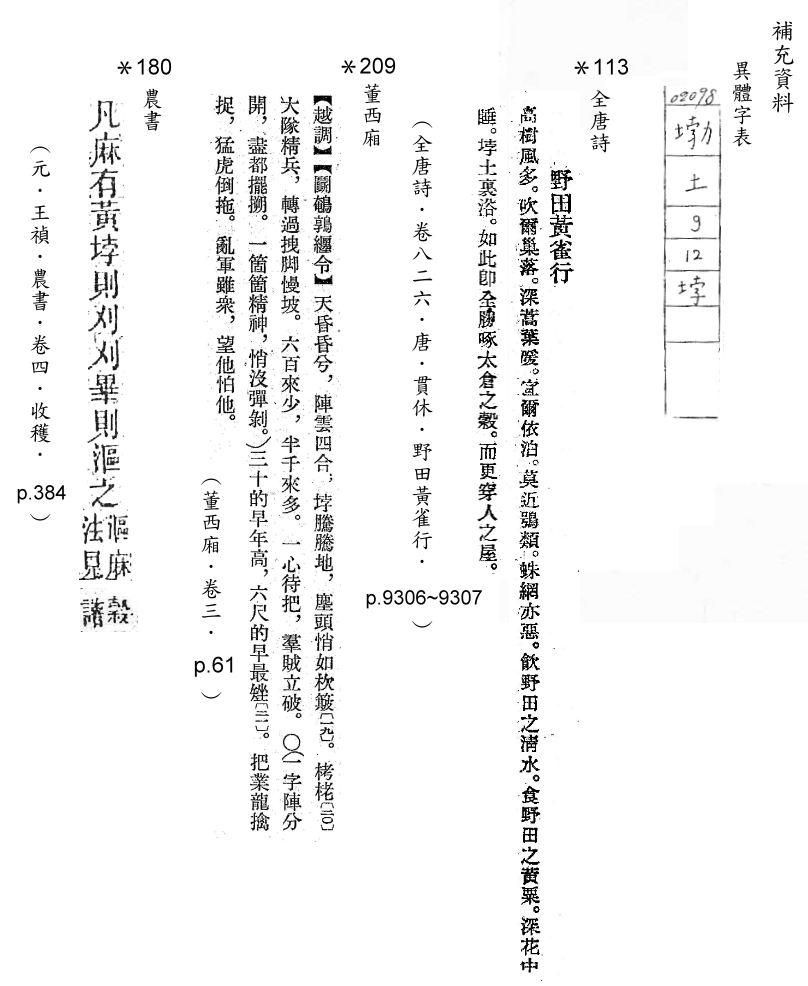 補充資料
異體字表
02098
𡋯
土
9
12
垶
＊113
全唐詩
野田黃雀行
高樹風多。吹爾巢落。深蒿葉暖。宜爾依泊。莫近鴞類。蛛網亦惡。飲野田之清水。食野田之黃粟。深花中
睡。垶土裏浴。如此卽全勝啄太倉之穀。而更穿人之屋。
（全唐詩．卷八二六．唐．貫休．野田黃雀行．p.9306~9307）
＊209
董西廂
【越調】【鬭鵪鶉纏令】天昏昏兮，陣雲四合，垶騰騰地，塵頭悄如枚簸〔一九〕。栲栳〔二〇〕
大隊精兵，轉過拽脚慢坡。六百來少，半千來多。一心待把，羣賊立破。〇（一字陣分
開，盡都擺搠。一箇箇精神，悄沒彈剝。）三十的早年高，六尺的早最矬〔二一〕。把業龍擒
捉，猛虎倒拖。亂軍雖衆，望他怕他。
（董西廂．卷三．p.61）
＊180
農書
凡麻有黃垶則刈刈畢則漚之漚麻法見穀譜
（元．王禎．農書．卷四．收穫．p.384）